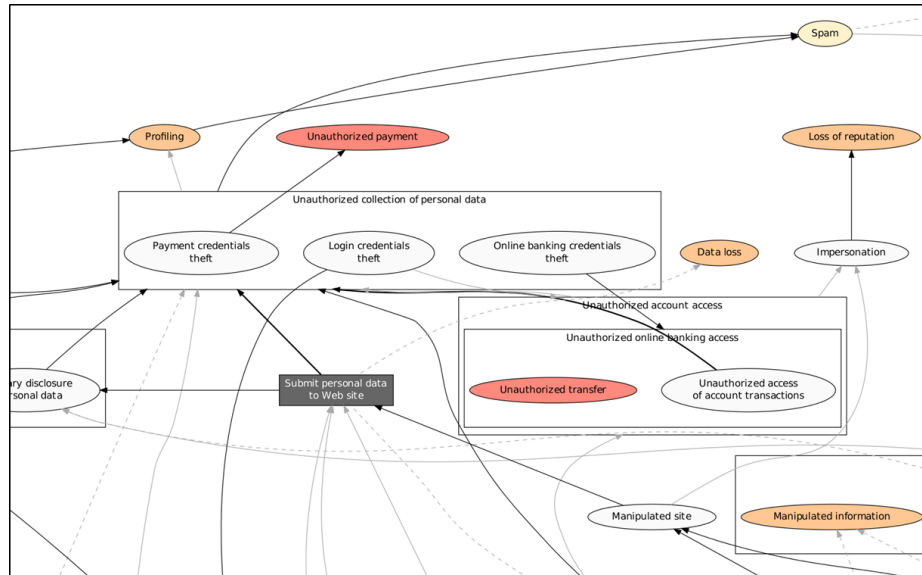 Spam
Profiling
Unauthorized payment
Loss of reputation
Unauthorized collection of personal data
Payment credentials
theft
Login credentials
theft
Online banking credentials
theft
Data loss
Impersonation
Unauthorized account access
Unauthorized online banking access
ary disclosure
rsonal data
Submit personal data
to Web site
Unauthorized transfer
Unauthorized access
of account transactions
Manipulated site
Manipulated information